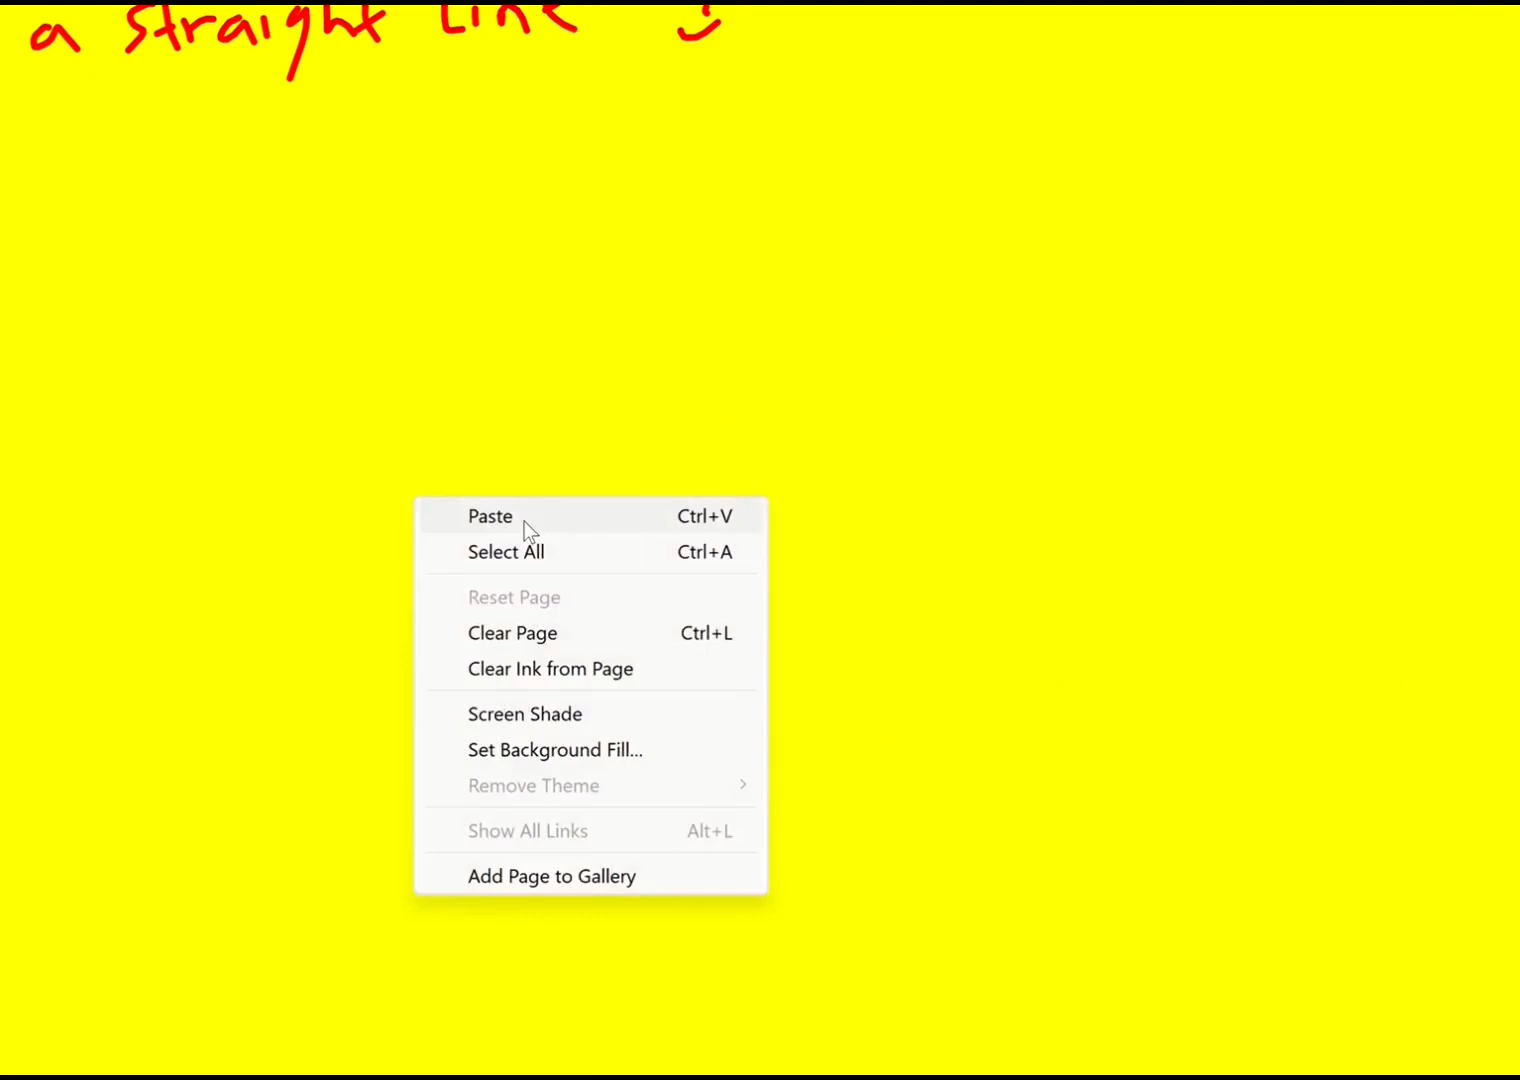 a straight Line
Paste Ctrl+V
Select All Ctrl+A
Reset Page
Clear Page Ctrl+L
Clear Ink from Page
Screen Shade
Set Background Fill...
Remove Theme
Show All Links Alt+L
Add Page to Gallery